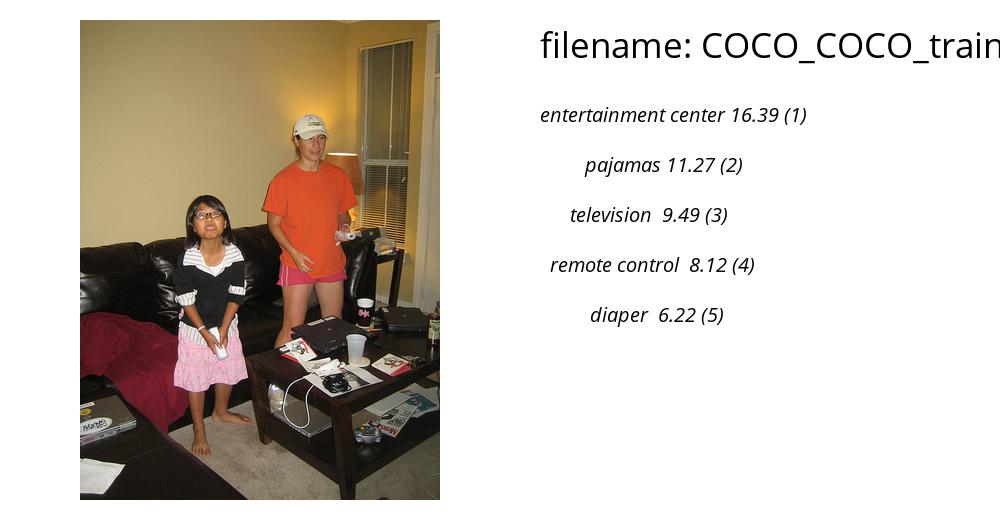 filename: COCO_COCO_train
entertainment center 16.39 (1)
pajamas 11.27 (2)
television 9.49 (3)
remote control 8.12 (4)
diaper 6.22 (5)